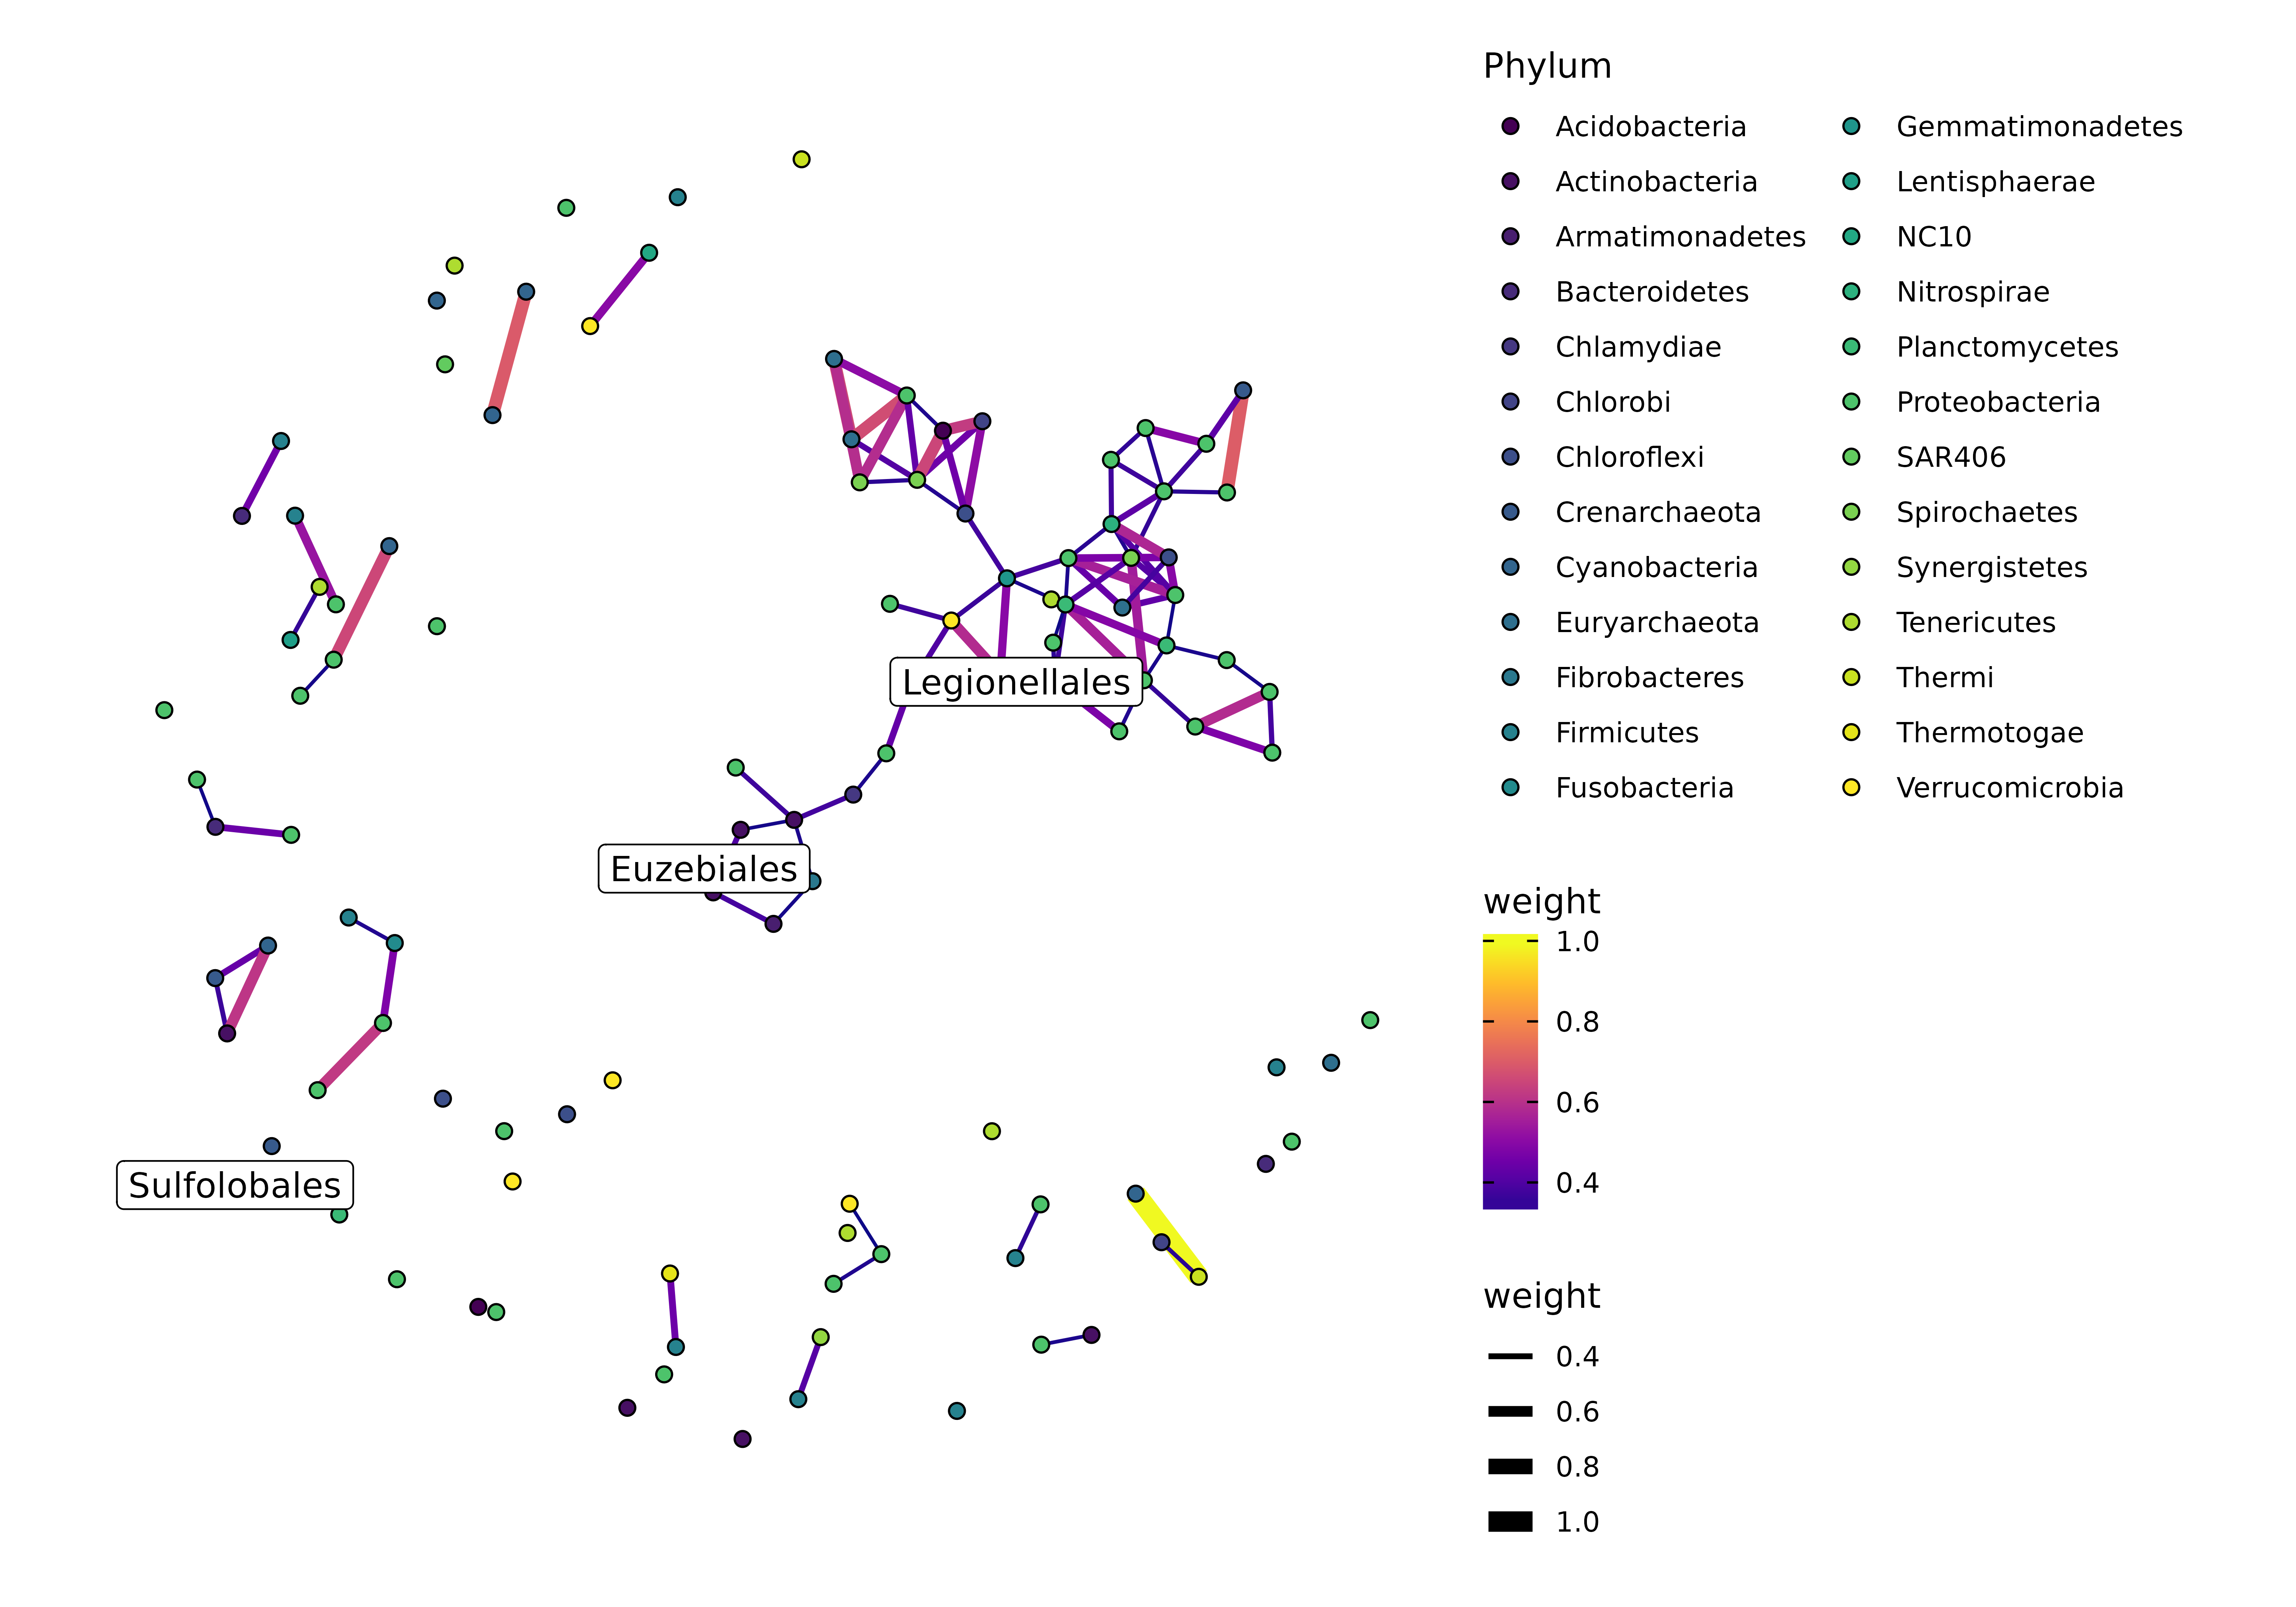 Phylum
Acidobacteria
Actinobacteria
Armatimonadetes
Bacteroidetes
Chlamydiae
Chlorobi
Chloroflexi
Crenarchaeota
Cyanobacteria
Euryarchaeota
Fibrobacteres
Firmicutes
Fusobacteria
Gemmatimonadetes
Lentisphaerae
NC10
Nitrospirae
Planctomycetes
Proteobacteria
SAR406
Spirochaetes
Synergistetes
Tenericutes
Thermi
Thermotogae
Verrucomicrobia
Legionellales
Euzebiales
Sulfolobales
weight
1.0
0.8
0.6
0.4
weight
0.4
0.6
0.8
1.0